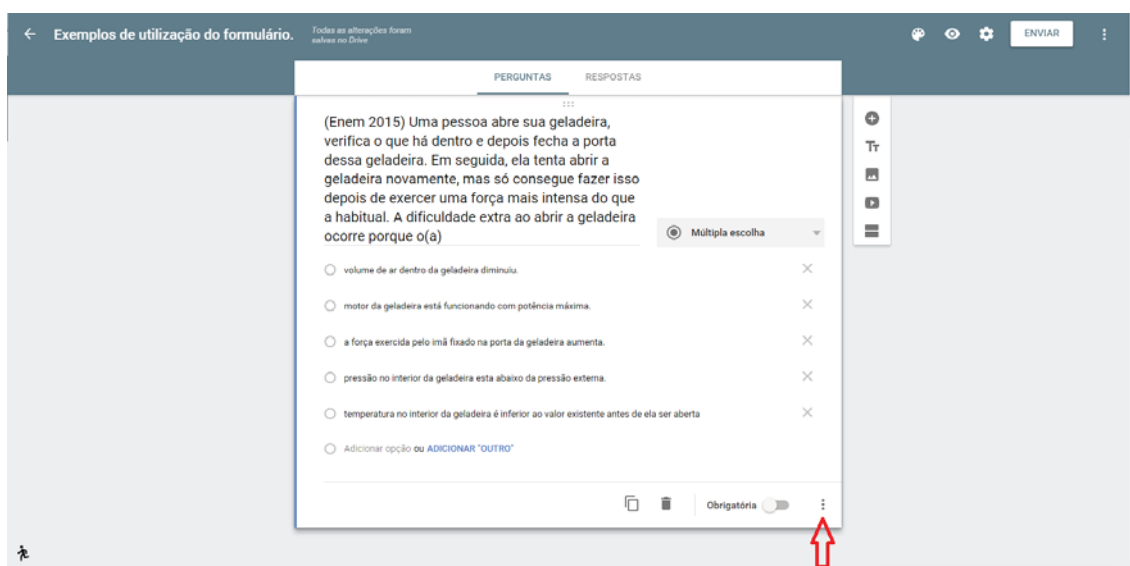 Exemplos de utilização do formulário.
Todas as alterações foram
salvas no Drive
ENVIAR
PERGUNTAS RESPOSTAS
(Enem 2015) Uma pessoa abre sua geladeira,
verifica o que há dentro e depois fecha a porta
dessa geladeira. Em seguida, ela tenta abrir a
geladeira novamente, mas só consegue fazer isso
depois de exercer uma força mais intensa do que
a habitual. A dificuldade extra ao abrir a geladeira
ocorre porque o(a)
Múltipla escolha
volume de ar dentro da geladeira diminuiu.
motor da geladeira está funcionando com potência máxima.
a força exercida pelo imã fixado na porta da geladeira aumenta.
pressão no interior da geladeira esta abaixo da pressão externa.
temperatura no interior da geladeira é inferior ao valor existente antes de ela ser aberta
Adicionar opção ou ADICIONAR "OUTRO"
Obrigatória